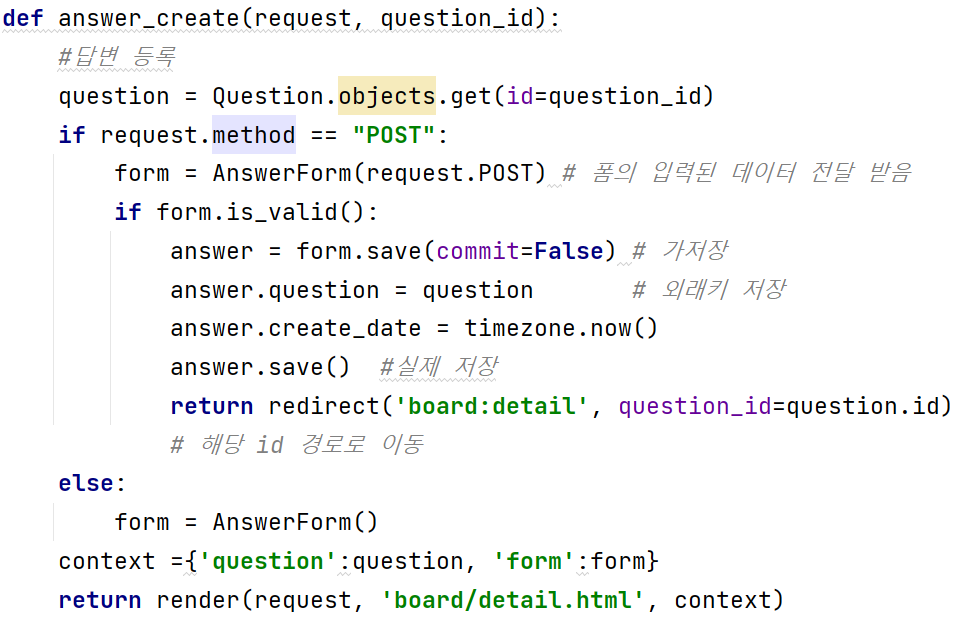 def answer_create(request, question_id):
    #답변 등록
    question = Question.objects.get(id=question_id)
    if request.method == "POST":
        form = AnswerForm(request.POST) # 폼의 입력된 데이터 전달 받음
        if form.is_valid():
            answer = form.save(commit=False) # 가저장
            answer.question = question       # 외래키 저장
            answer.create_date = timezone.now()
            answer.save()  #실제 저장
            return redirect('board:detail', question_id=question.id)
            # 해당 id 경로로 이동
    else:
        form = AnswerForm()
    context ={'question':question, 'form':form}
    return render(request, 'board/detail.html', context)